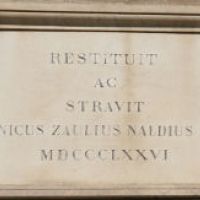 RESTITUIT
AC
STRAVIT
NICUS ZAULIUS NALDIUS
MDCCCLXXVI